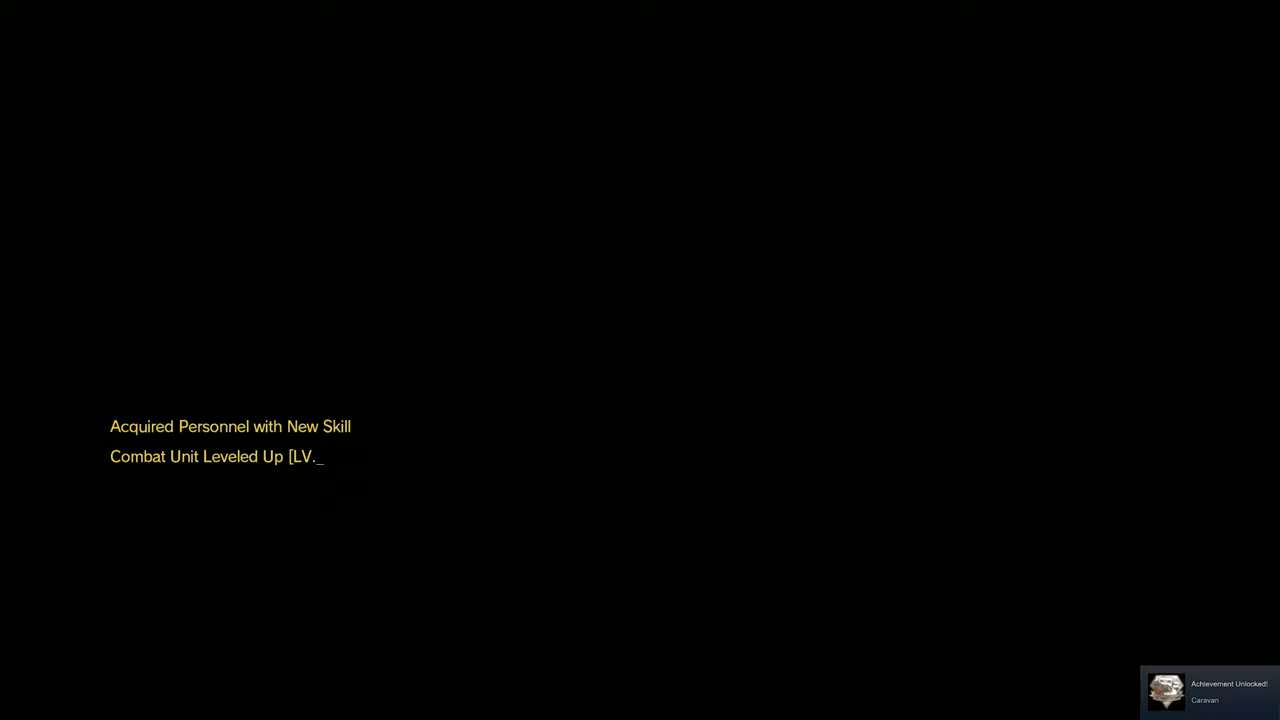 Acquired Personnel with New Skill
Combat Unit Leveled Up [LV._
Achievement Unlocked!
Caravan